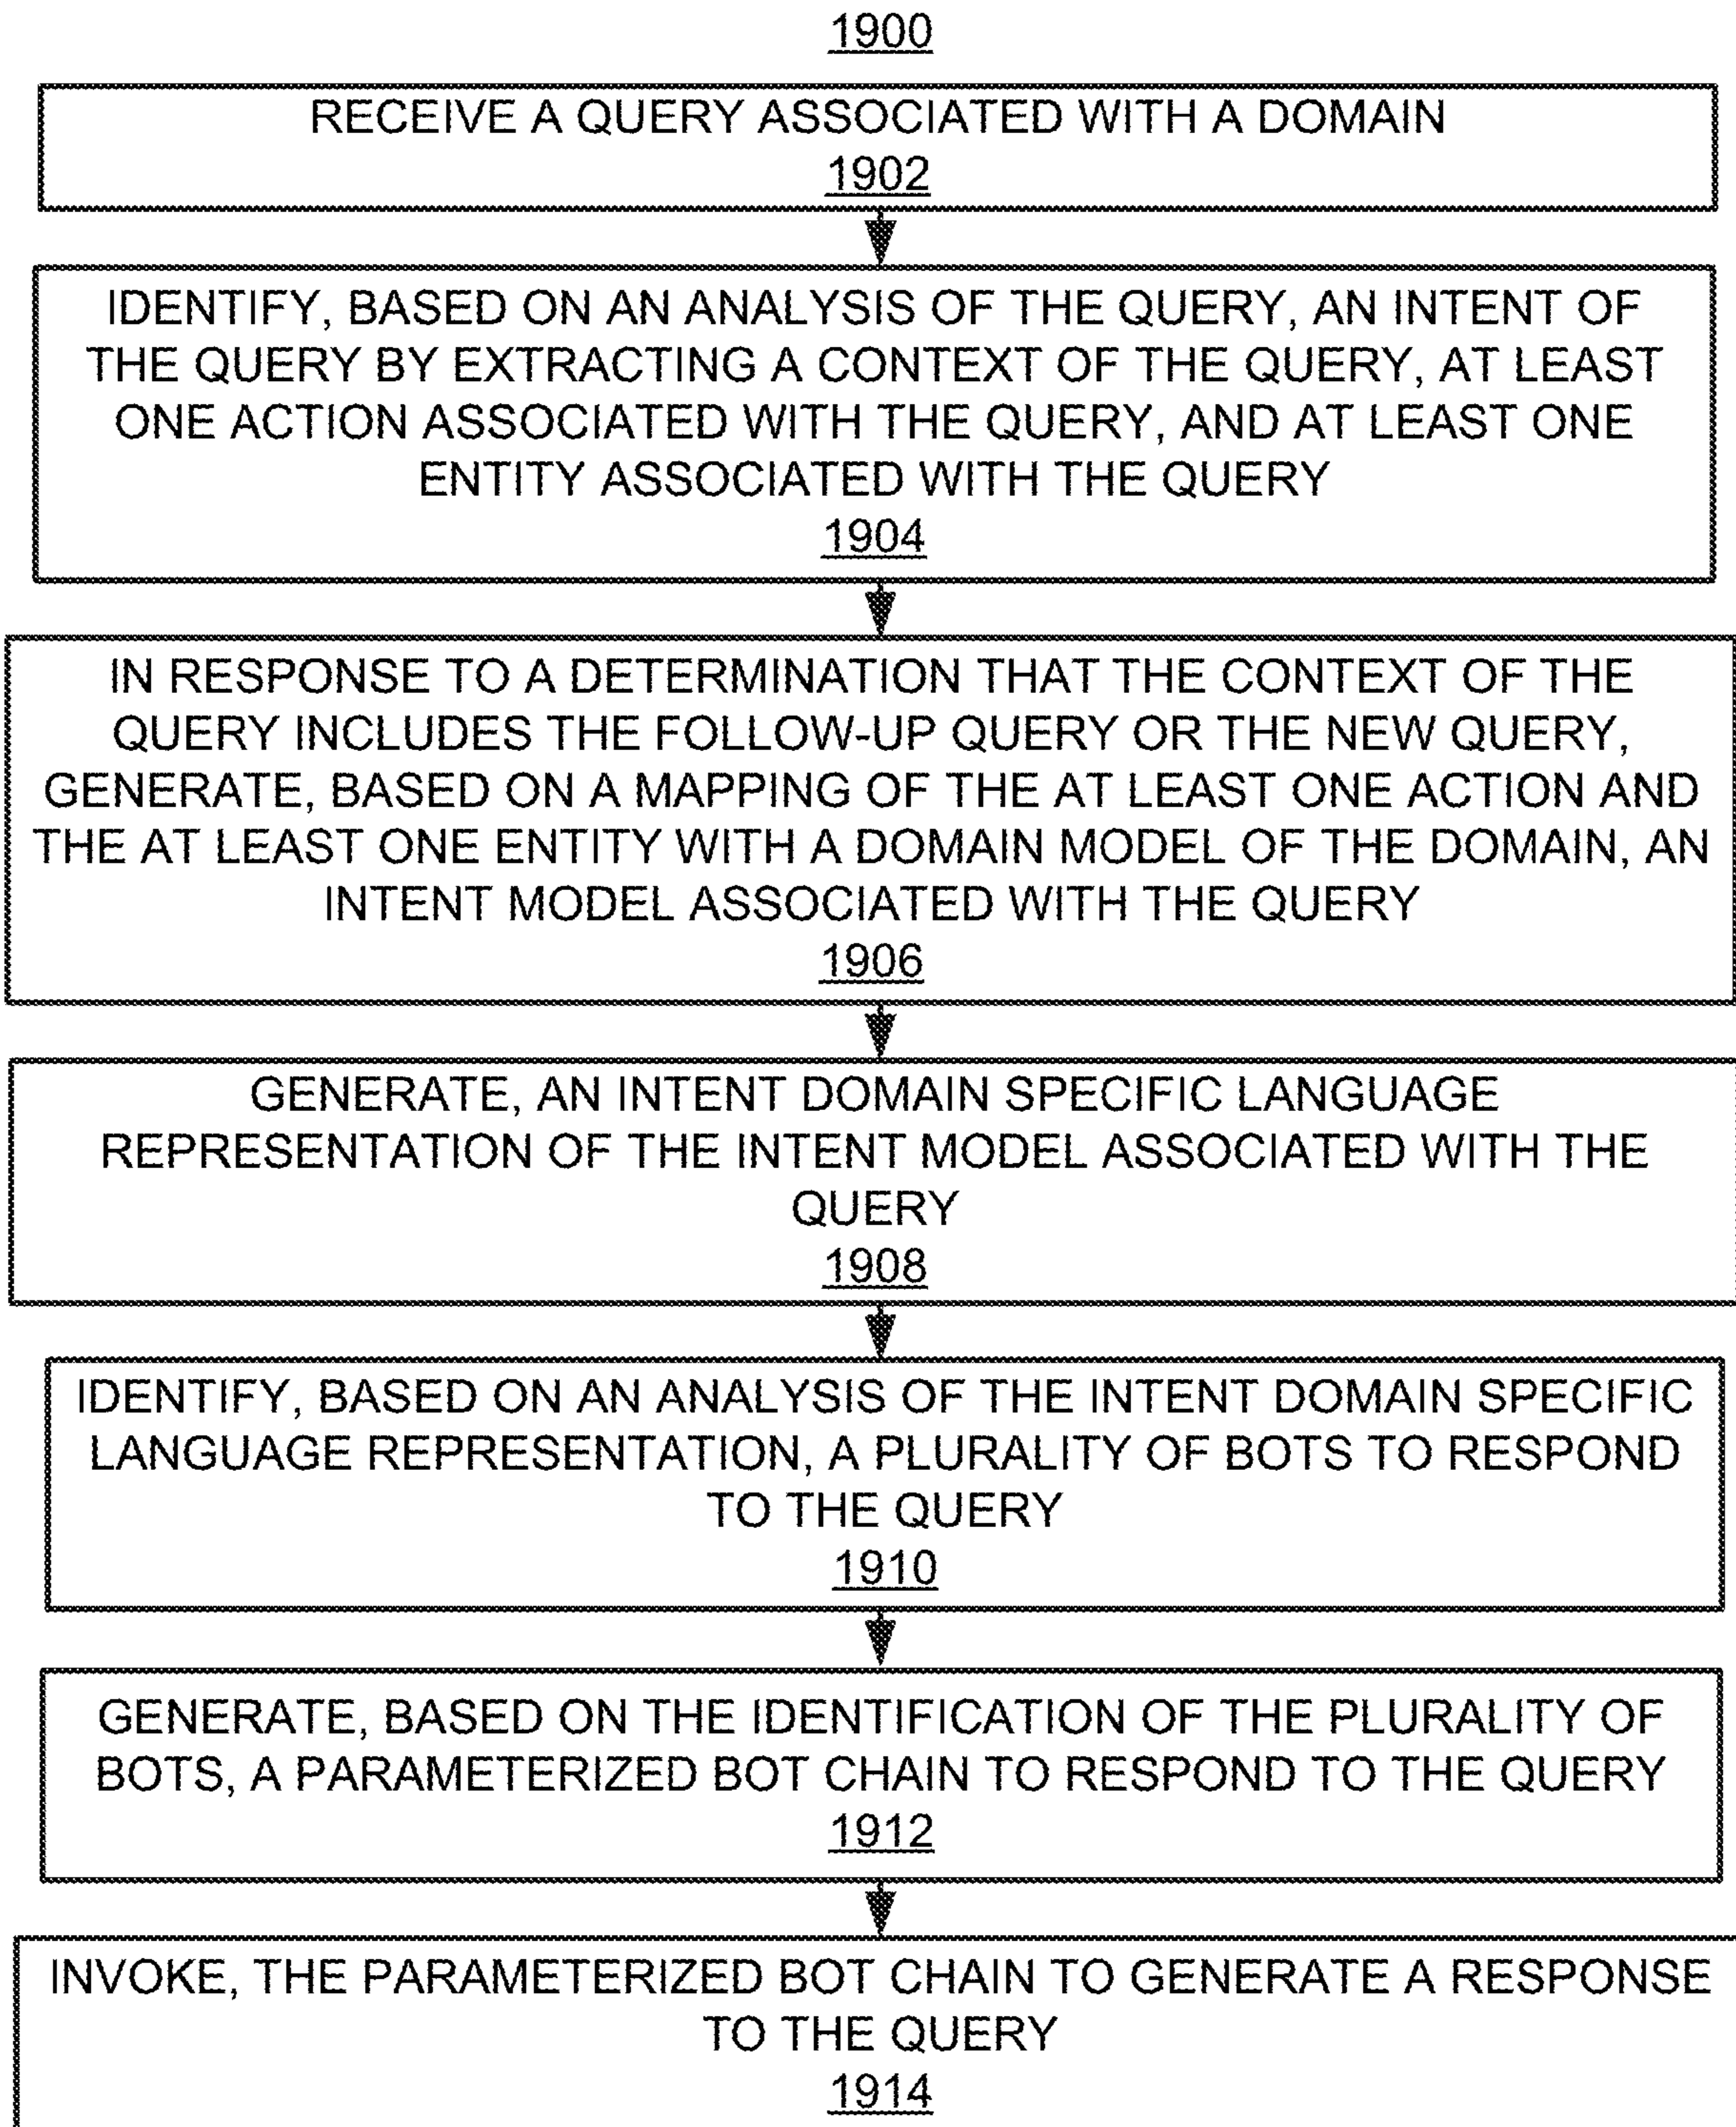 1900
RECEIVE A QUERY ASSOCIATED WITH A DOMAIN
1902
IDENTIFY, BASED ON AN ANALYSIS OF THE QUERY, AN INTENT OF
THE QUERY BY EXTRACTING A CONTEXT OF THE QUERY, AT LEAST
ONE ACTION ASSOCIATED WITH THE QUERY, AND AT LEAST ONE
ENTITY ASSOCIATED WITH THE QUERY
1904
IN RESPONSE TO A DETERMINATION THAT THE CONTEXT OF THE
QUERY INCLUDES THE FOLLOW-UP QUERY OR THE NEW QUERY,
GENERATE, BASED ON A MAPPING OF THE AT LEAST ONE ACTION AND
THE AT LEAST ONE ENTITY WITH A DOMAIN MODEL OF THE DOMAIN, AN
INTENT MODEL ASSOCIATED WITH THE QUERY
1906
GENERATE, AN INTENT DOMAIN SPECIFIC LANGUAGE
REPRESENTATION OF THE INTENT MODEL ASSOCIATED WITH THE
QUERY
1908
IDENTIFY, BASED ON AN ANALYSIS OF THE INTENT DOMAIN SPECIFIC
LANGUAGE REPRESENTATION, A PLURALITY OF BOTS TO RESPOND
TO THE QUERY
1910
GENERATE, BASED ON THE IDENTIFICATION OF THE PLURALITY OF
BOTS, A PARAMETERIZED BOT CHAIN TO RESPOND TO THE QUERY
1912
INVOKE, THE PARAMETERIZED BOT CHAIN TO GENERATE A RESPONSE
TO THE QUERY
1914